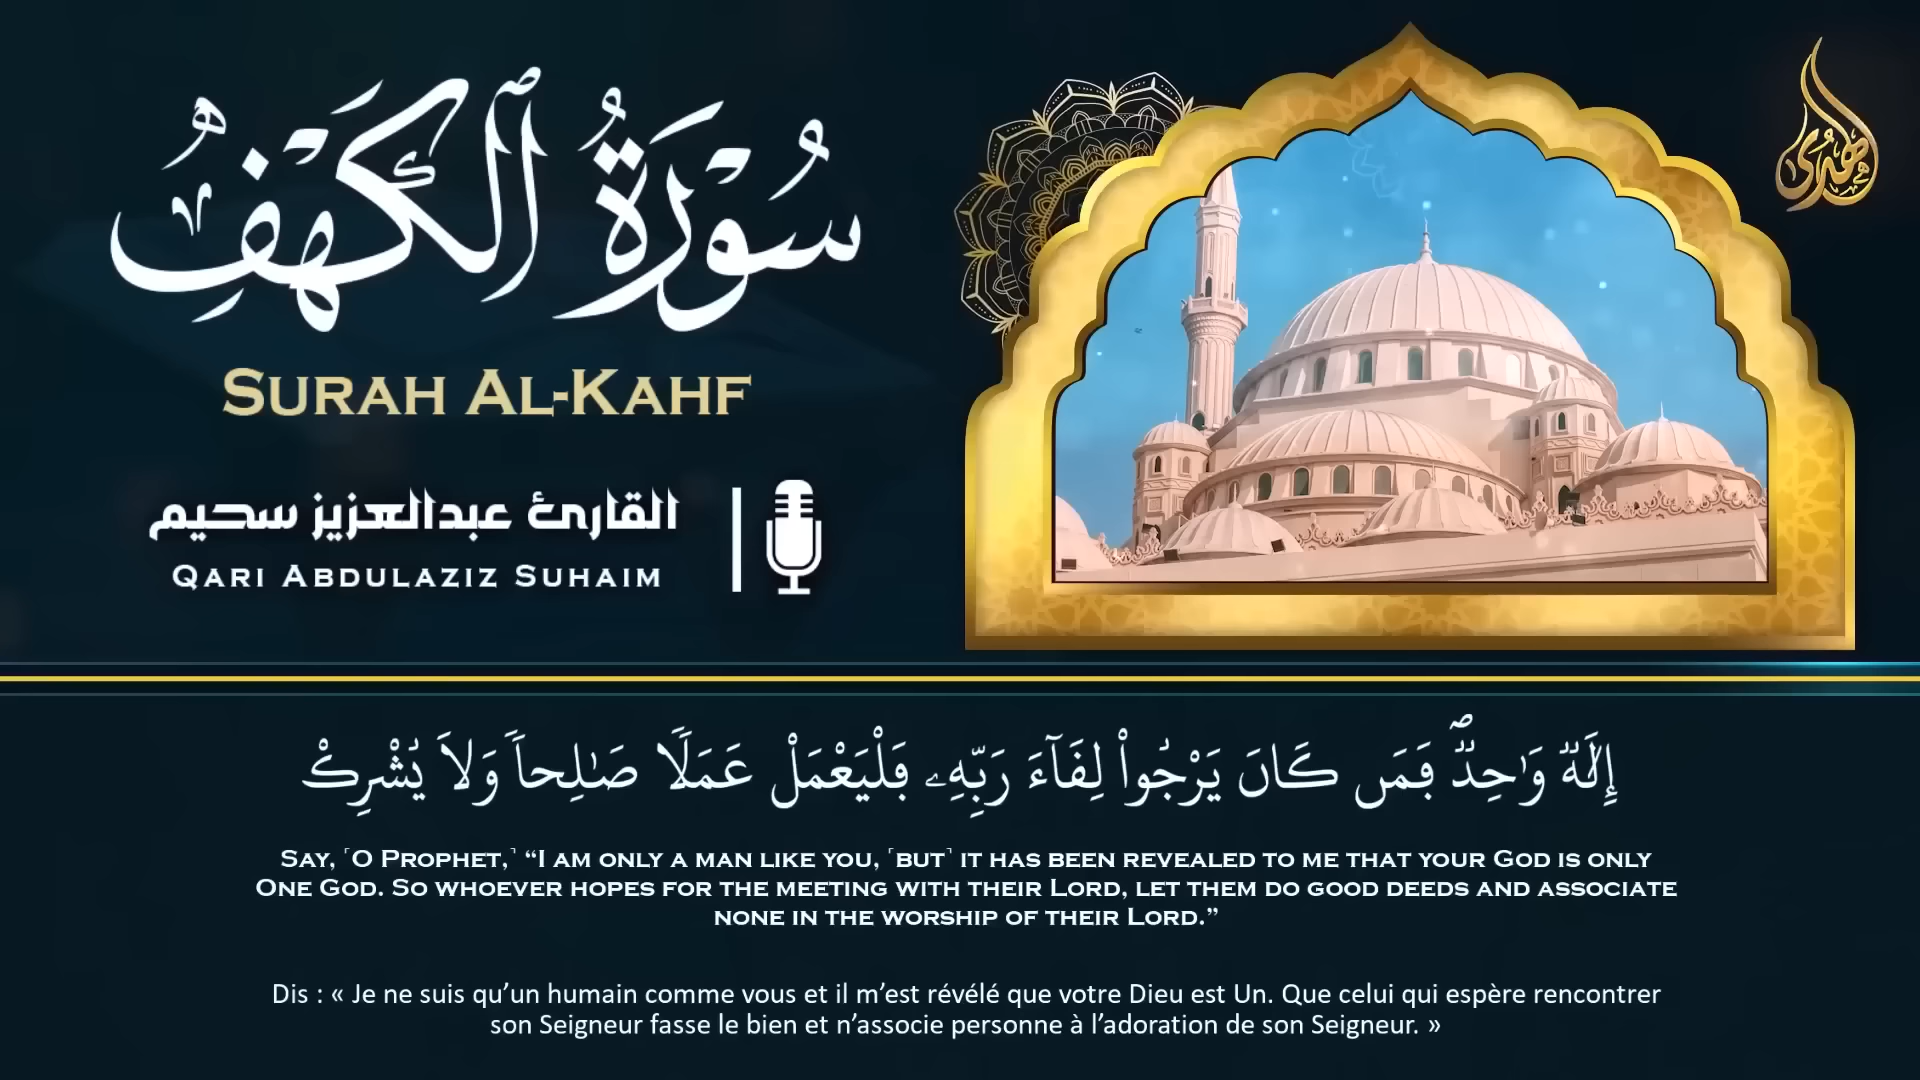 سُورَةُ ٱلْكَهْفِ
SURAH AL-KAHF
القارئ عبدالعزيز سحيم
QARI ABDULAZIZ SUHAIM
الهدى
إِلَٰهٞ وَٰحِدٞۖ فَمَن كَانَ يَرْجُواْ لِقَآءَ رَبِّهِۦ فَلْيَعْمَلْ عَمَلٗا صَٰلِحاٗ وَلَا يُشْرِكْ
SAY, ˹O PROPHET,˺ “I AM ONLY A MAN LIKE YOU, ˹BUT˺ IT HAS BEEN REVEALED TO ME THAT YOUR GOD IS ONLY
ONE GOD. SO WHOEVER HOPES FOR THE MEETING WITH THEIR LORD, LET THEM DO GOOD DEEDS AND ASSOCIATE
NONE IN THE WORSHIP OF THEIR LORD.”
Dis : « Je ne suis qu’un humain comme vous et il m’est révélé que votre Dieu est Un. Que celui qui espère rencontrer
son Seigneur fasse le bien et n’associe personne à l’adoration de son Seigneur. »